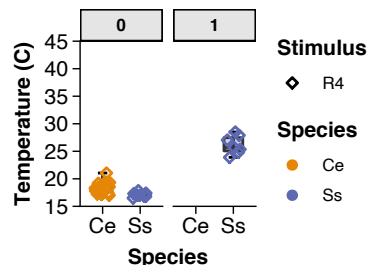 0 1
Temperature (C)
45
40
35
30
25
20
15
Ce Ss Ce Ss
Species
Stimulus
R4
Species
Ce
Ss